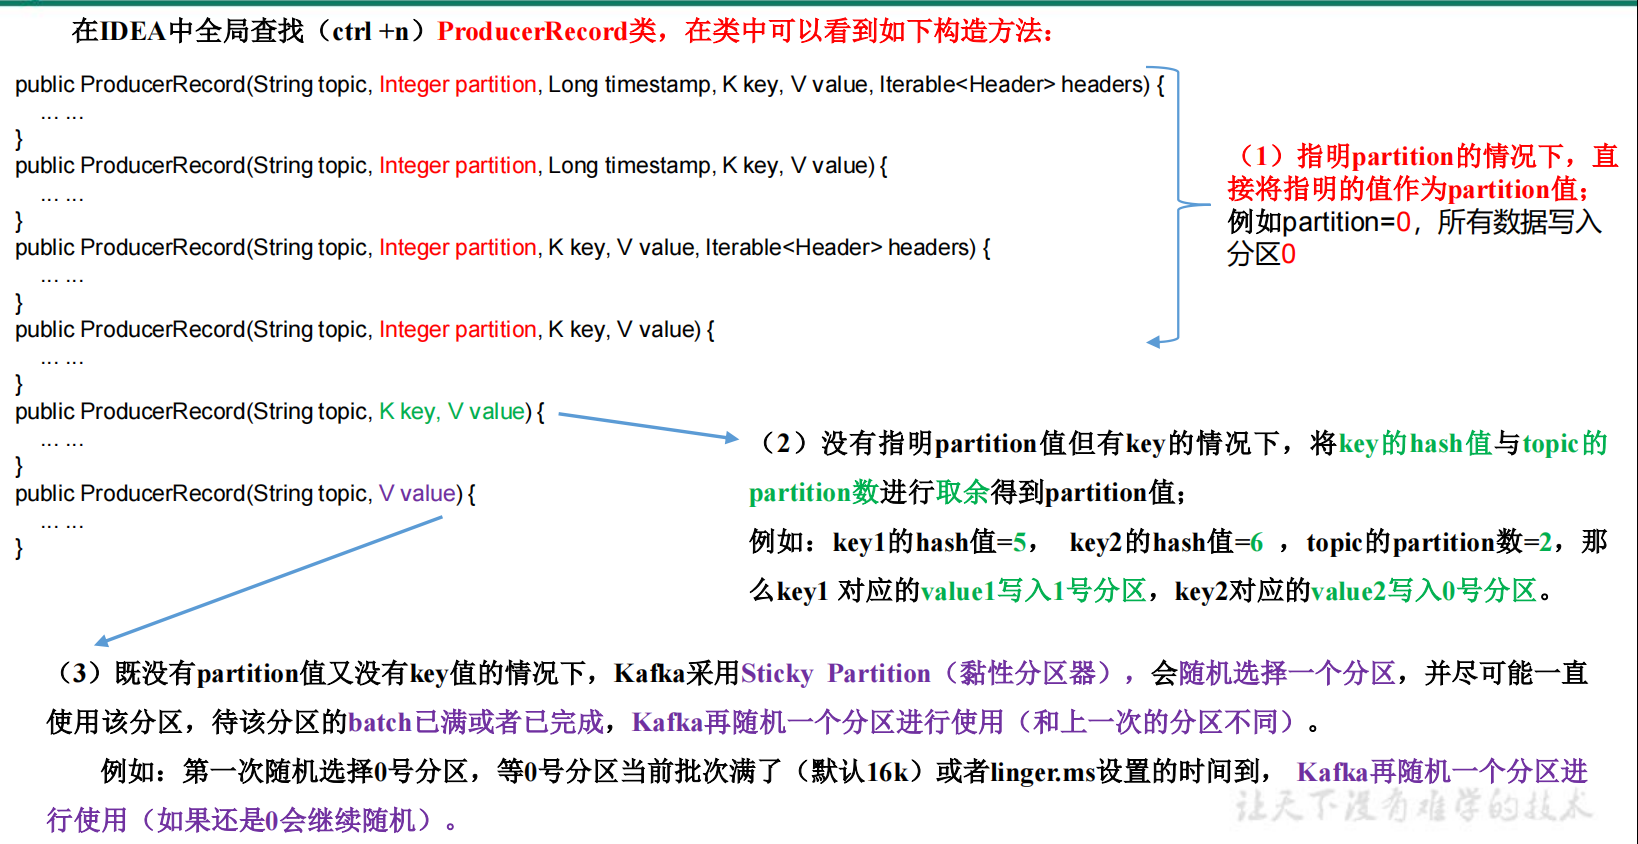 在IDEA中全局查找（ctrl +n）ProducerRecord类，在类中可以看到如下构造方法：
public ProducerRecord(String topic, Integer partition, Long timestamp, K key, V value, Iterable<Header> headers) {
... ...
}
public ProducerRecord(String topic, Integer partition, Long timestamp, K key, V value) {
... ...
}
public ProducerRecord(String topic, Integer partition, K key, V value, Iterable<Header> headers) {
... ...
}
public ProducerRecord(String topic, Integer partition, K key, V value) {
... ...
}
public ProducerRecord(String topic, K key, V value) {
... ...
}
public ProducerRecord(String topic, V value) {
... ...
}
（1）指明partition的情况下，直
接将指明的值作为partition值；
例如partition=0，所有数据写入
分区0
（2）没有指明partition值但有key的情况下，将key的hash值与topic的
partition数进行取余得到partition值；
例如：key1的hash值=5， key2的hash值=6 ，topic的partition数=2，那
么key1 对应的value1写入1号分区，key2对应的value2写入0号分区。
（3）既没有partition值又没有key值的情况下，Kafka采用Sticky Partition（黏性分区器），会随机选择一个分区，并尽可能一直
使用该分区，待该分区的batch已满或者已完成，Kafka再随机一个分区进行使用（和上一次的分区不同）。
例如：第一次随机选择0号分区，等0号分区当前批次满了（默认16k）或者linger.ms设置的时间到， Kafka再随机一个分区进
行使用（如果还是0会继续随机）。
让天下没有难学的技术